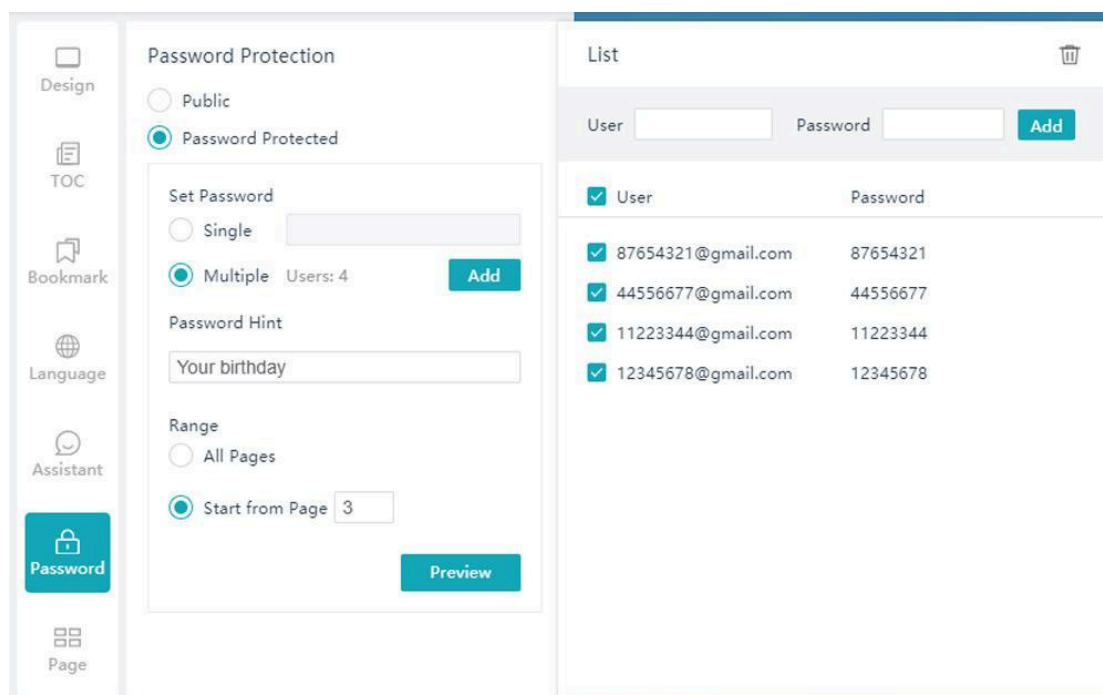 Design
TOC
Bookmark
Language
Assistant
Password
Page
Password Protection
Public
Password Protected
Set Password
Single
Multiple Users: 4 Add
Password Hint
Your birthday
Range
All Pages
Start from Page 3
Preview
List
User Password Add
User Password
87654321@gmail.com 87654321
44556677@gmail.com 44556677
11223344@gmail.com 11223344
12345678@gmail.com 12345678